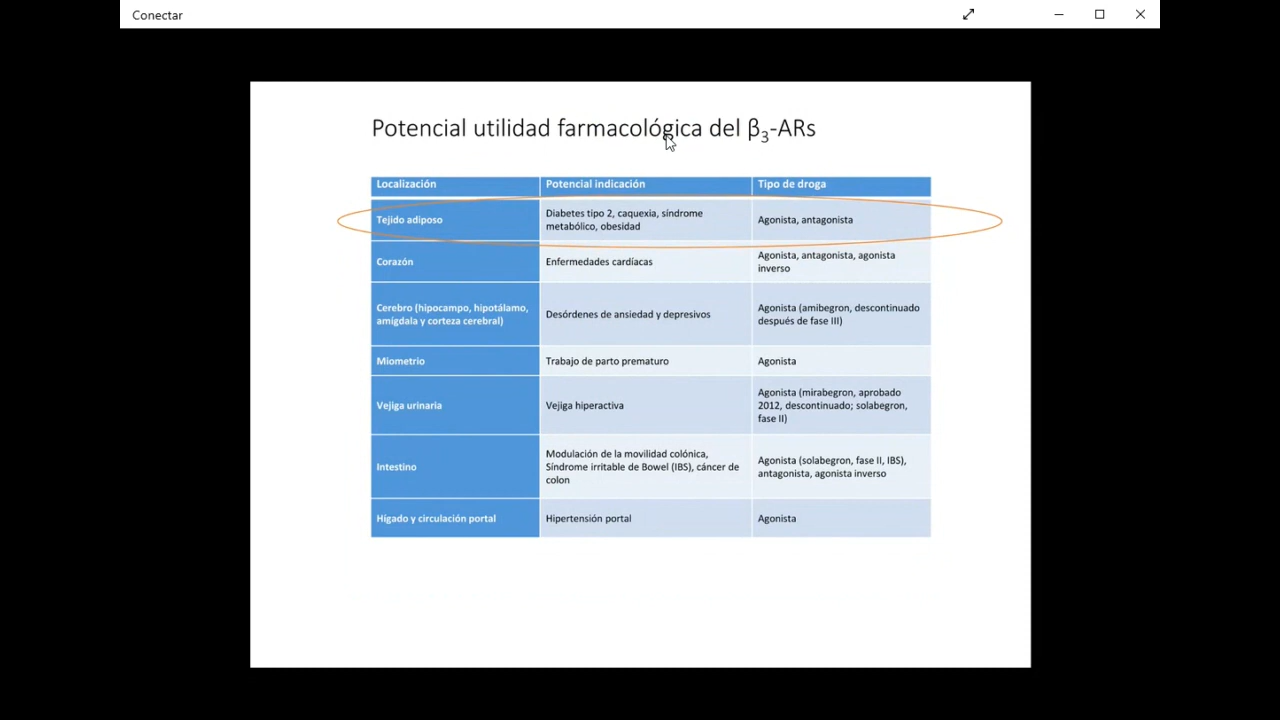 Conectar
Potencial utilidad farmacológica del β₃-ARs
Localización
Potencial indicación
Tipo de droga
Tejido adiposo
Diabetes tipo 2, caquexia, síndrome
metabólico, obesidad
Agonista, antagonista
Corazón
Enfermedades cardíacas
Agonista, antagonista, agonista
inverso
Cerebro (hipocampo, hipotálamo,
amígdala y corteza cerebral)
Desórdenes de ansiedad y depresivos
Agonista (amibegron, descontinuado
después de fase III)
Miometrio
Trabajo de parto prematuro
Agonista
Vejiga urinaria
Vejiga hiperactiva
Agonista (mirabegron, aprobado
2012, descontinuado; solabegron,
fase II)
Intestino
Modulación de la movilidad colónica,
Síndrome irritable de Bowel (IBS), cáncer de
colon
Agonista (solabegron, fase II, IBS),
antagonista, agonista inverso
Hígado y circulación portal
Hipertensión portal
Agonista